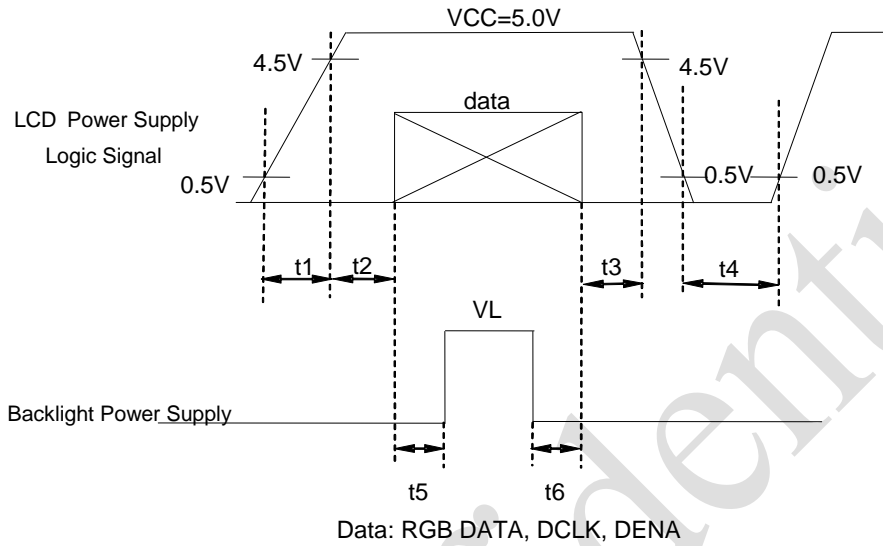 VCC=5.0V
4.5V
4.5V
data
LCD Power Supply
Logic Signal
0.5V
0.5V
0.5V
t1
t2
t3
t4
VL
Backlight Power Supply
t5
t6
Data: RGB DATA, DCLK, DENA
identi